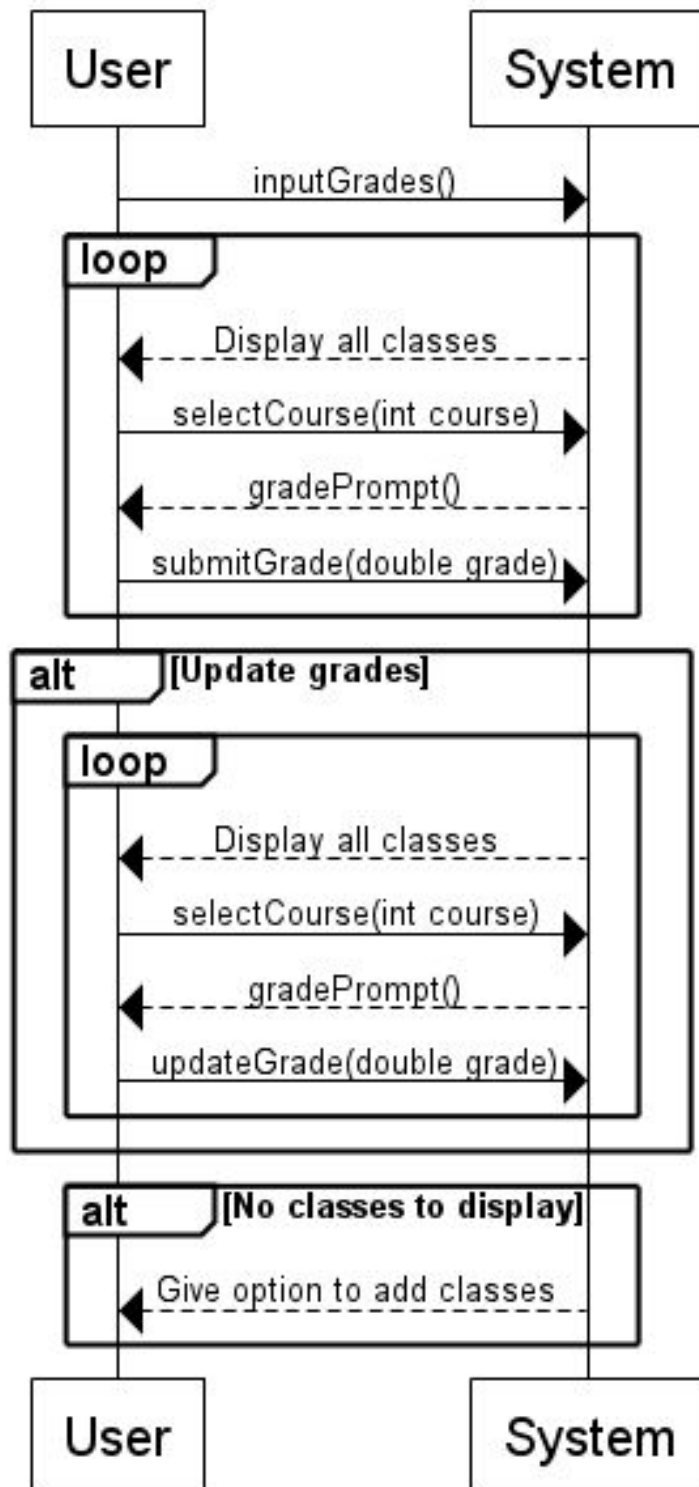 User System
inputGrades()
loop
Display all classes
selectCourse(int course)
gradePrompt()
submitGrade(double grade)
alt [Update grades]
loop
Display all classes
selectCourse(int course)
gradePrompt()
updateGrade(double grade)
alt [No classes to display]
Give option to add classes
User System